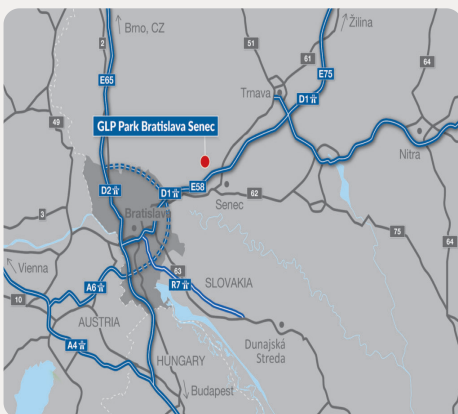 Brno, CZ
Žilina
2
51
61
64
E65
E75
Trnava
D1
49
GLP Park Bratislava Senec
Nitra
D2
D1
E58
62
Senec
3
Bratislava
75
64
Vienna
63
10
A6
R7
SLOVAKIA
AUSTRIA
A4
Dunajská
Streda
HUNGARY
Budapest